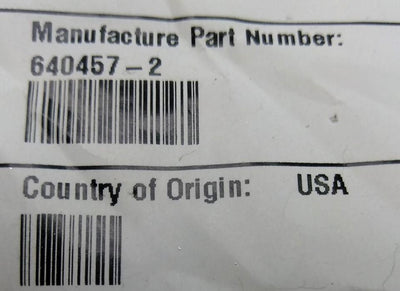 Manufacture Part Number:
640457-2
Country of Origin: USA